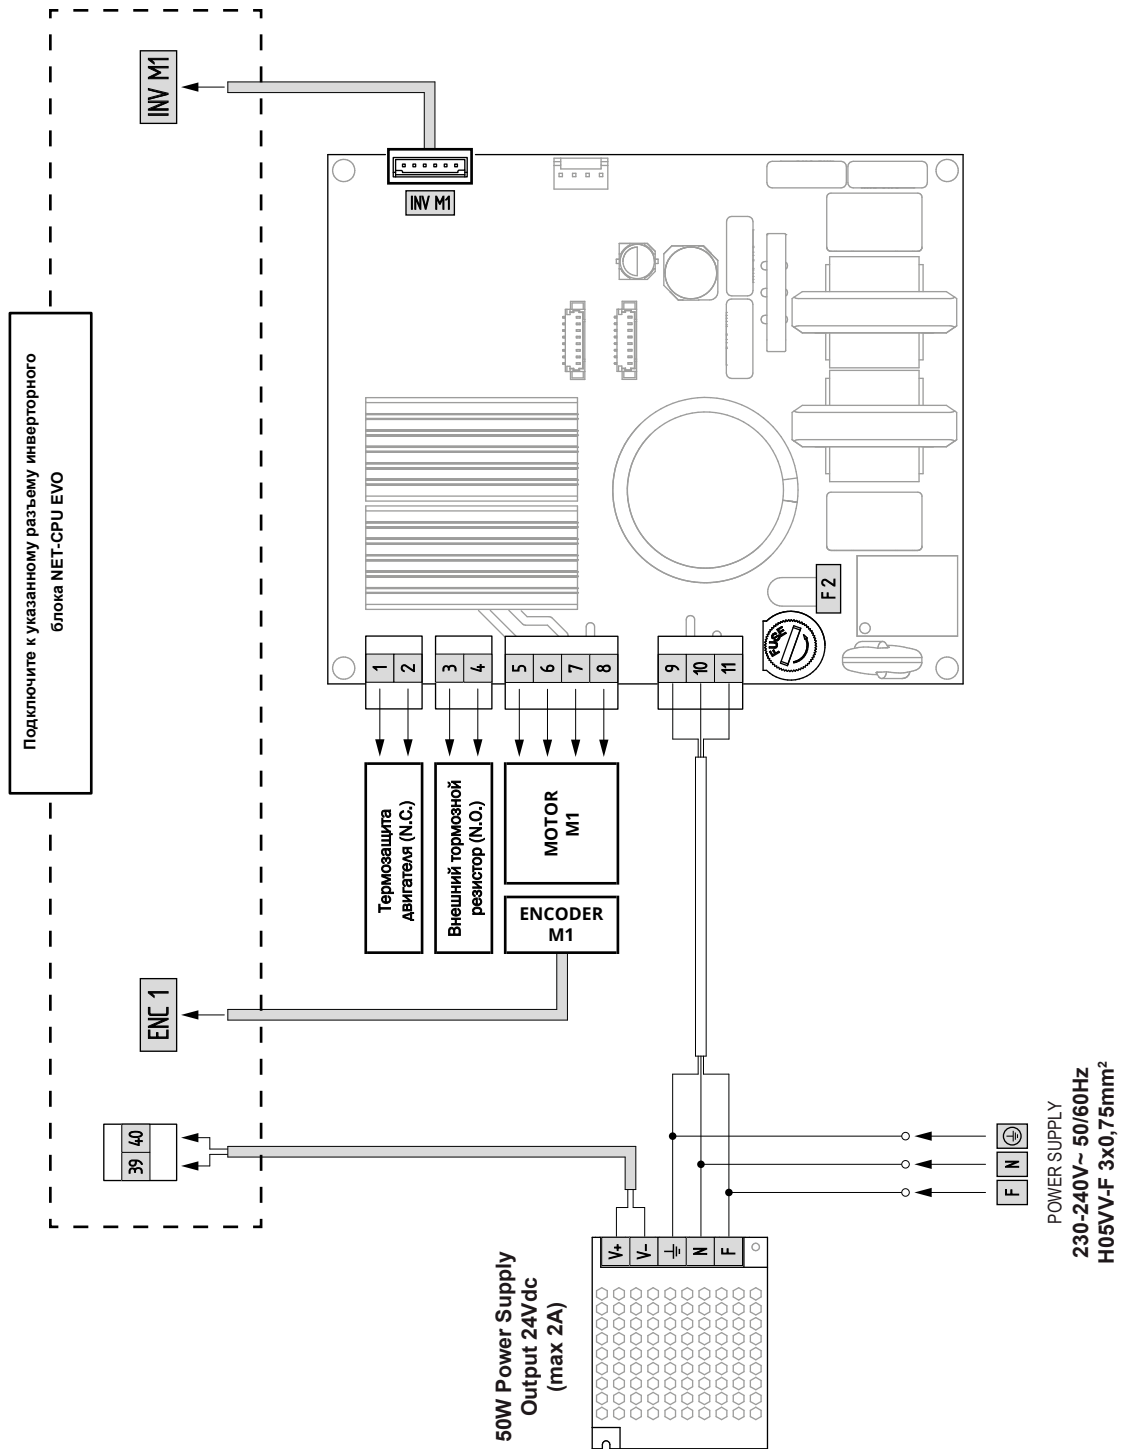 INV M1
INV M1
Подключите к указанному разъему инверторного
блока NET-CPU EVO
F 2
FUSE
1
2
3
4
5
6
7
8
9
10
11
Термозащита
двигателя (N.C.)
Внешний тормозной
резистор (N.O.)
MOTOR
M1
ENCODER
M1
ENC 1
39
40
50W Power Supply
Output 24Vdc
(max 2A)
V+
V-
N
F
F
N
POWER SUPPLY
230-240V~ 50/60Hz
H05VV-F 3x0,75mm²